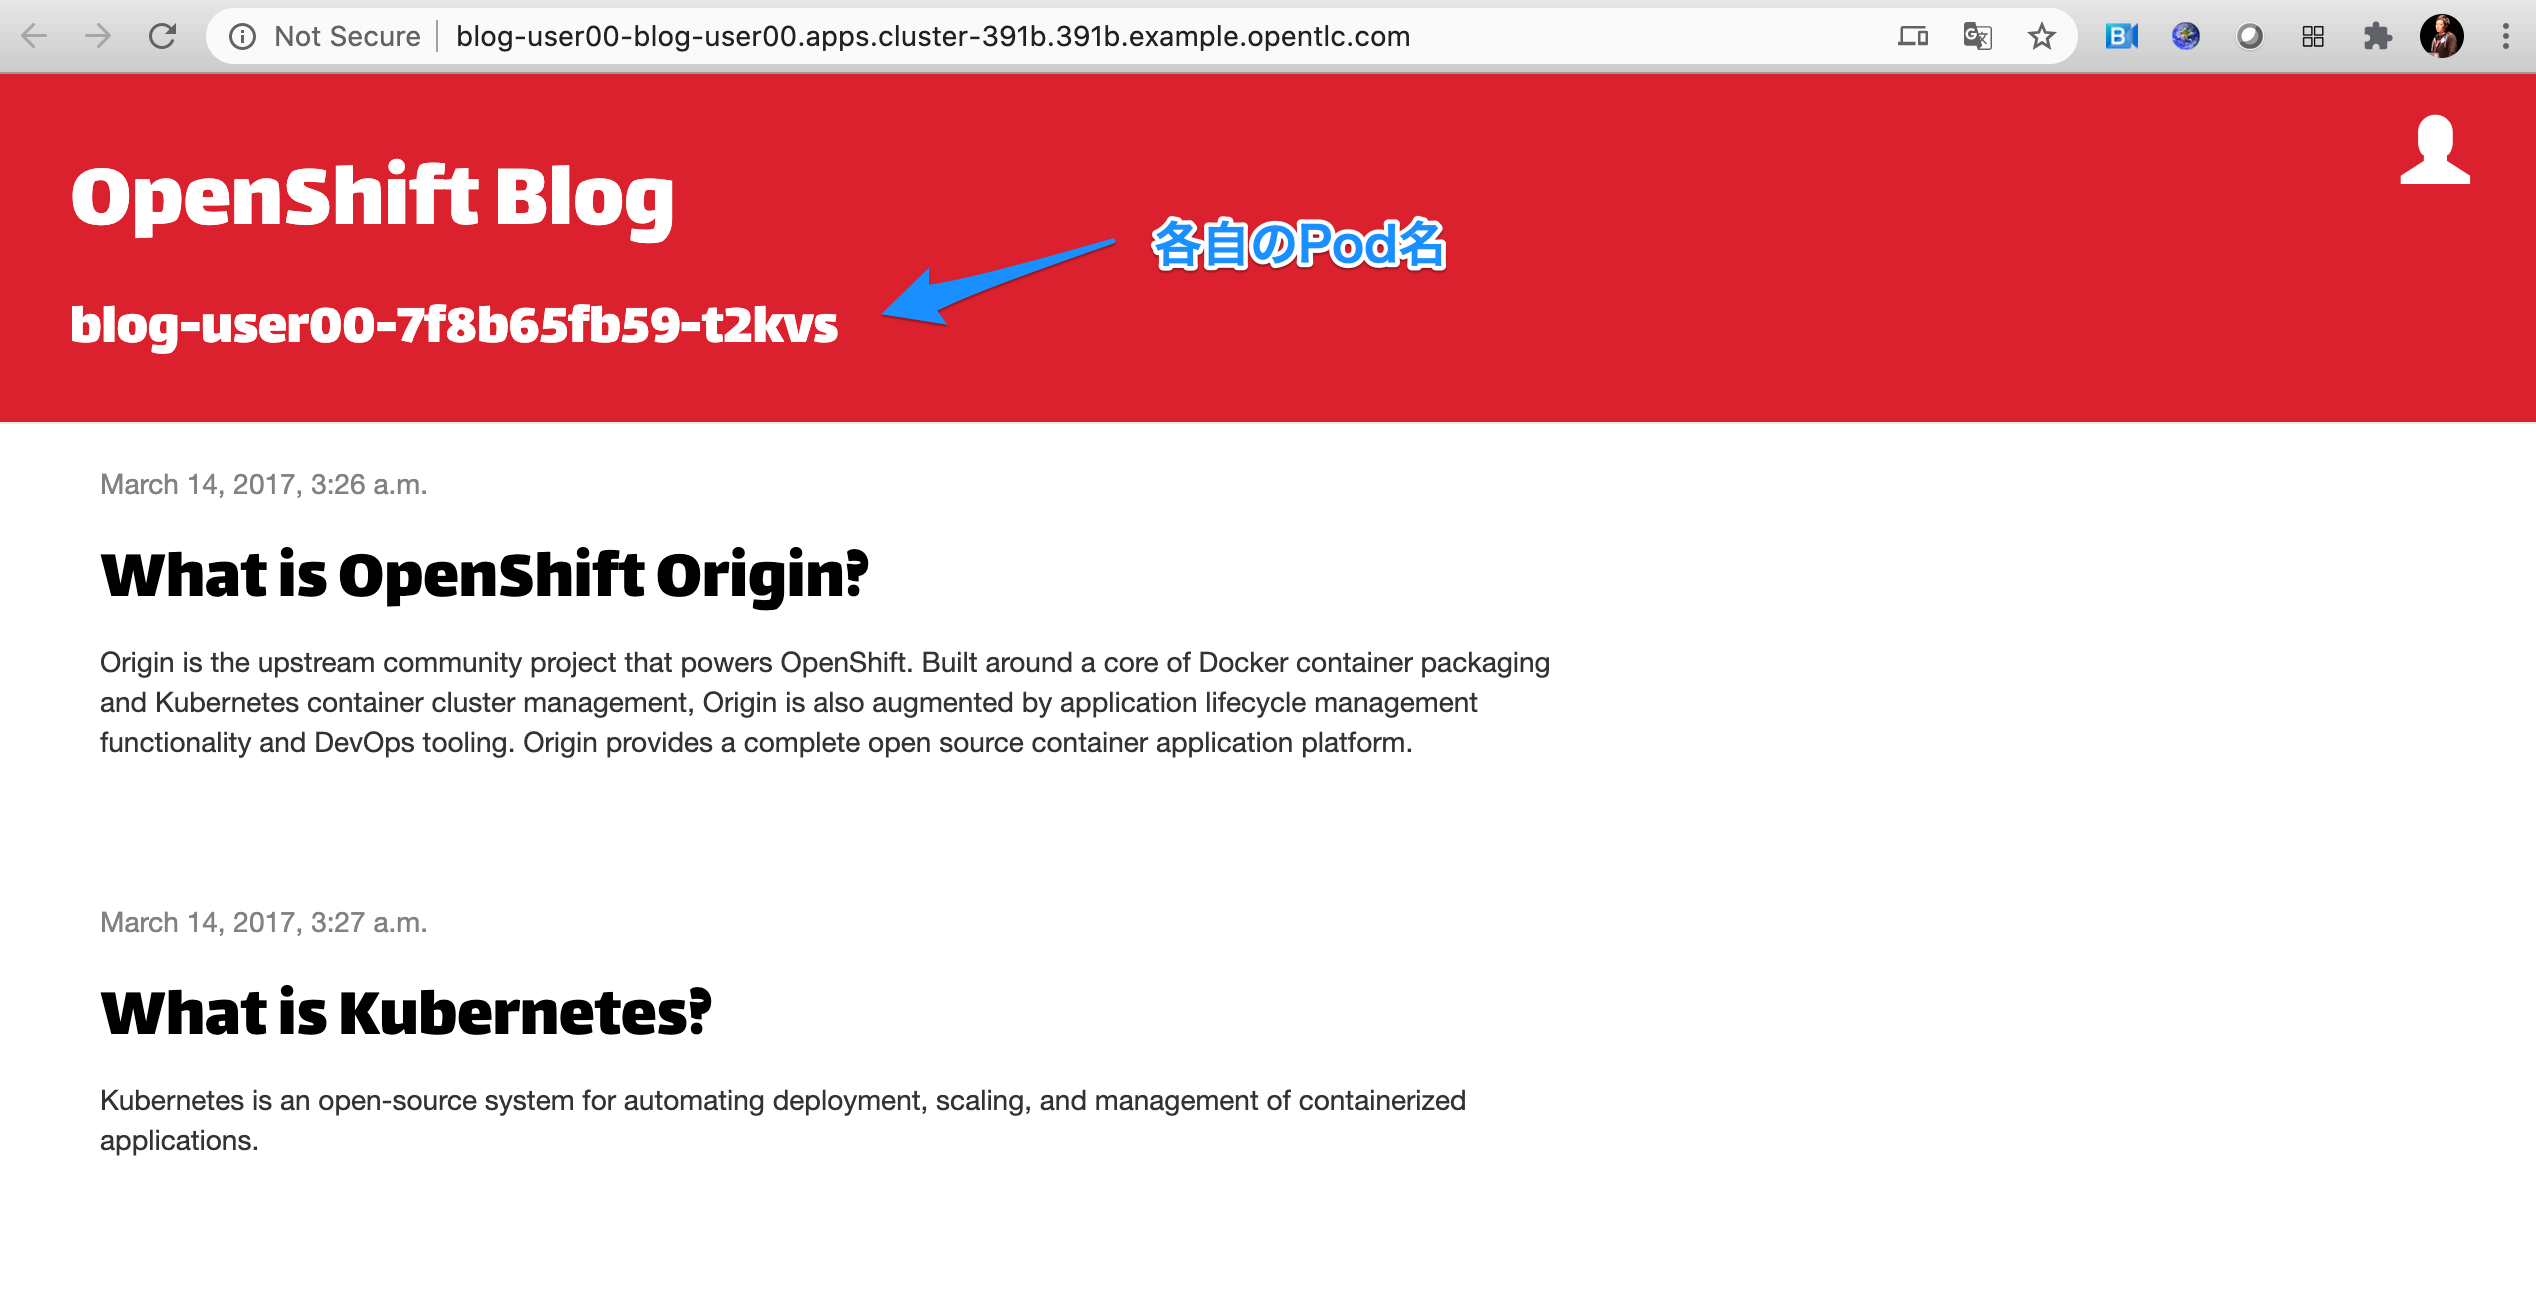 Not Secure
blog-user00-blog-user00.apps.cluster-391b.391b.example.opentlc.com
OpenShift Blog
各自のPod名
blog-user00-7f8b65fb59-t2kvs
March 14, 2017, 3:26 a.m.
What is OpenShift Origin?
Origin is the upstream community project that powers OpenShift. Built around a core of Docker container packaging
and Kubernetes container cluster management, Origin is also augmented by application lifecycle management
functionality and DevOps tooling. Origin provides a complete open source container application platform.
March 14, 2017, 3:27 a.m.
What is Kubernetes?
Kubernetes is an open-source system for automating deployment, scaling, and management of containerized
applications.